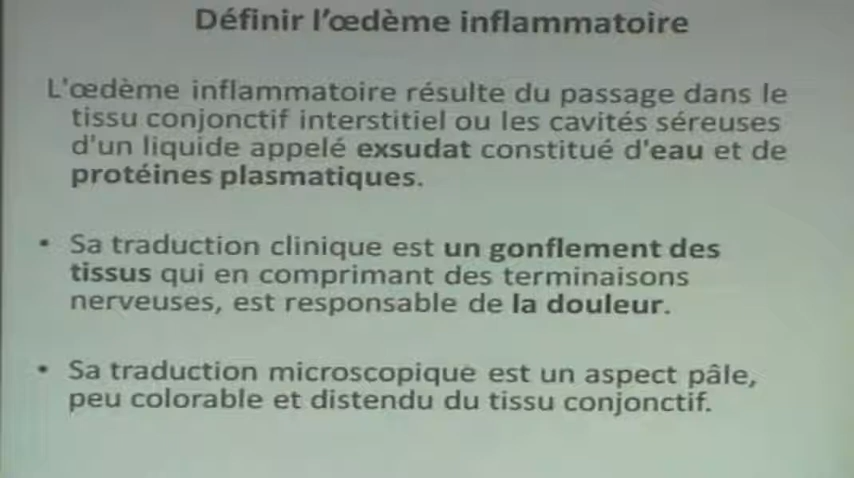 Définir l'œdème inflammatoire
L'œdème inflammatoire résulte du passage dans le
tissu conjonctif interstitiel ou les cavités séreuses
d'un liquide appelé exsudat constitué d'eau et de
protéines plasmatiques.
• Sa traduction clinique est un gonflement des
tissus qui en comprimant des terminaisons
nerveuses, est responsable de la douleur.
• Sa traduction microscopique est un aspect pâle,
peu colorable et distendu du tissu conjonctif.